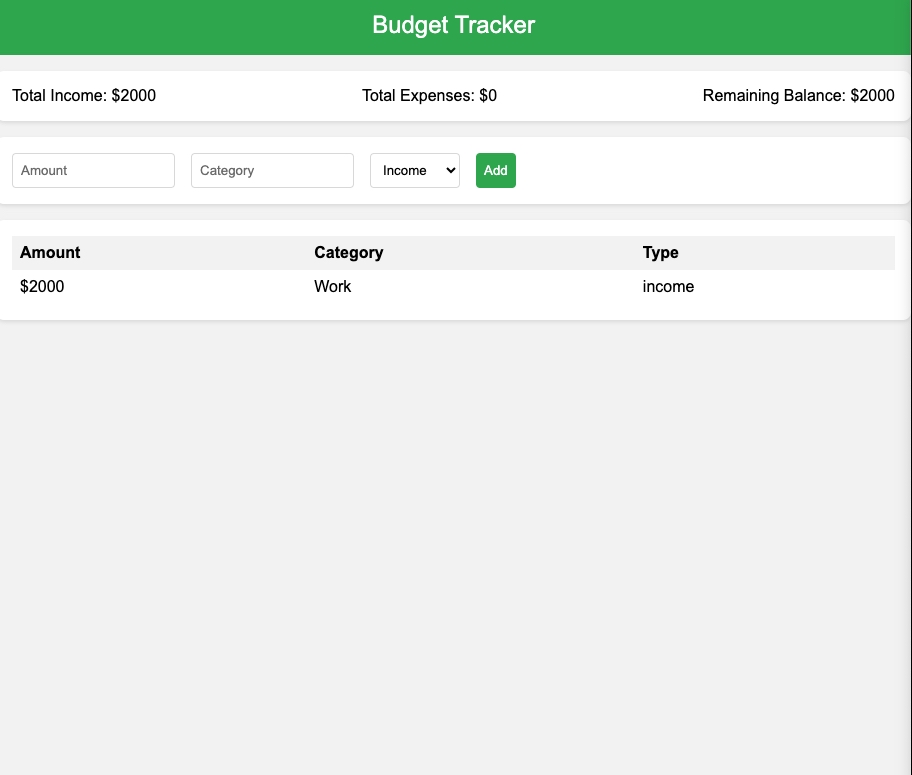 Budget Tracker
Total Income: $2000 Total Expenses: $0 Remaining Balance: $2000
Amount Category Income Add
Amount Category Type
$2000 Work income